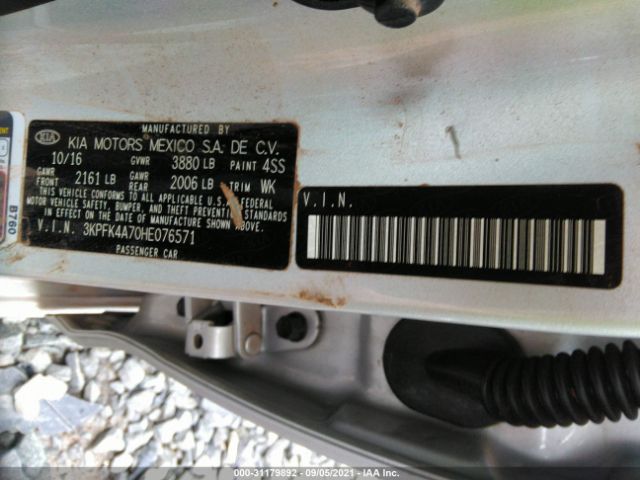 MANUFACTURED BY
KIA KIA MOTORS MEXICO S.A. DE C.V.
10/16 GVWR 3880 LB PAINT 4SS
GAWR FRONT 2161 LB GAWR REAR 2006 LB TRIM WK
THIS VEHICLE CONFORMS TO ALL APPLICABLE U.S.A FEDERAL
MOTOR VEHICLE SAFETY, BUMPER, AND THEFT PREVENTION STANDARDS
IN EFFECT ON THE DATE OF MANUFACTURE SHOWN ABOVE.
V.I.N. 3KPFK4A70HE076571
PASSENGER CAR
V.I.N.
B760
31179892 09/05/2021 © IAA Inc.